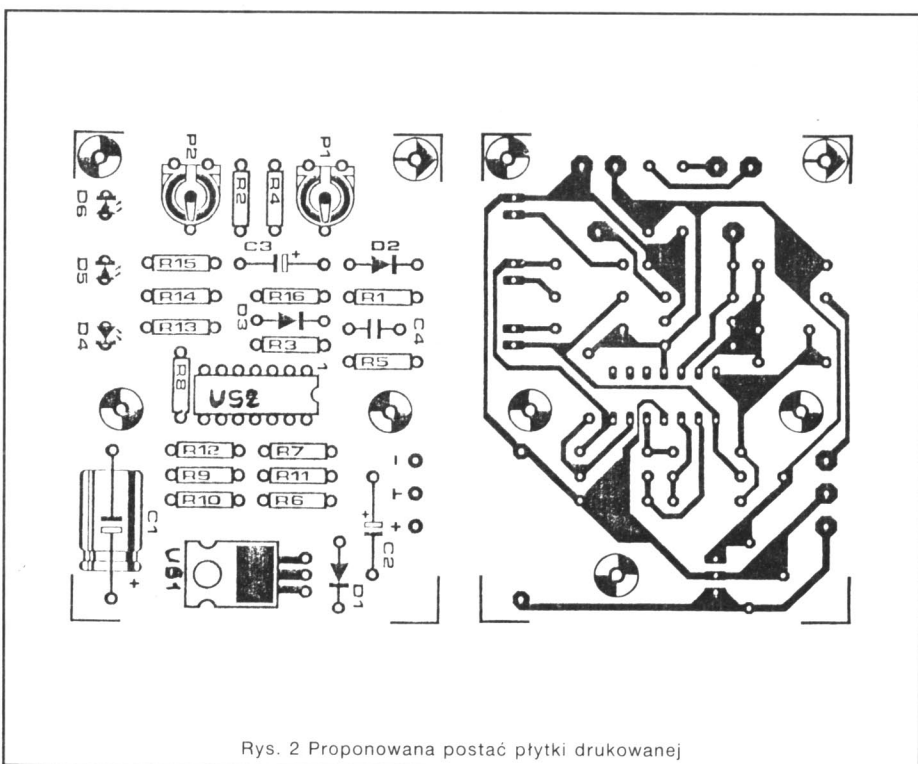 P2
R2
R4
P1
D6
C3
+
D2
D5
R15
R14
R16
R1
D3
C4
D4
R13
R3
R5
R8
1
US2
R12
R7
R9
R11
R10
R6
-
⊥
+
C1
+
US1
D1
+
C2
Rys. 2 Proponowana postać płytki drukowanej